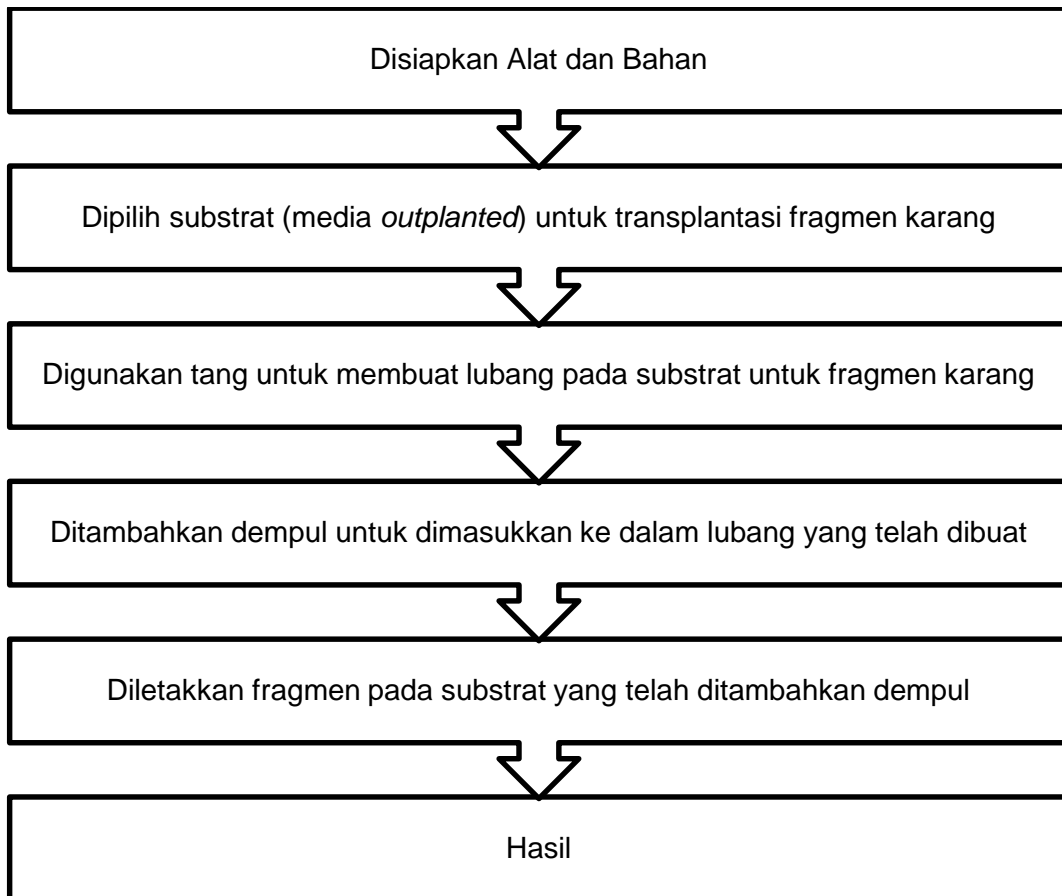 Disiapkan Alat dan Bahan
Dipilih substrat (media outplanted) untuk transplantasi fragmen karang
Digunakan tang untuk membuat lubang pada substrat untuk fragmen karang
Ditambahkan dempul untuk dimasukkan ke dalam lubang yang telah dibuat
Diletakkan fragmen pada substrat yang telah ditambahkan dempul
Hasil